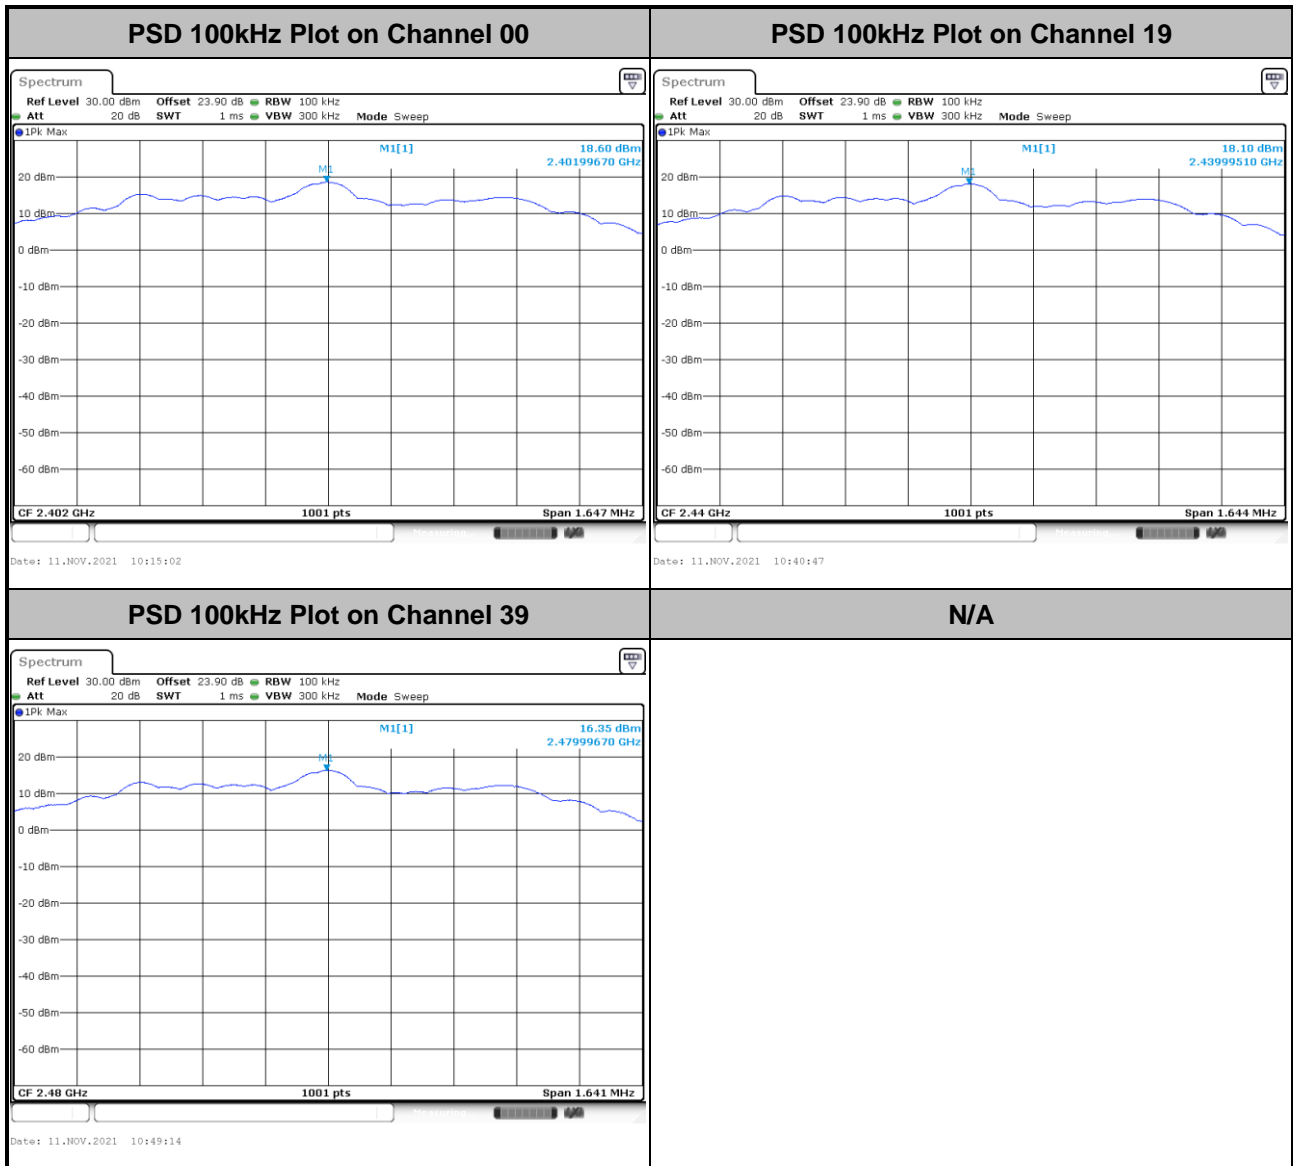 PSD 100kHz Plot on Channel 00
Spectrum
Ref Level 30.00 dBm Offset 23.90 dB RBW 100 kHz
Att 20 dB SWT 1 ms VBW 300 kHz Mode Sweep
1Pk Max
M1[1] 18.60 dBm
2.40199670 GHz
M1
20 dBm
10 dBm
0 dBm
-10 dBm
-20 dBm
-30 dBm
-40 dBm
-50 dBm
-60 dBm
CF 2.402 GHz 1001 pts Span 1.647 MHz
Measuring...
Date: 11.NOV.2021 10:15:02
PSD 100kHz Plot on Channel 19
Spectrum
Ref Level 30.00 dBm Offset 23.90 dB RBW 100 kHz
Att 20 dB SWT 1 ms VBW 300 kHz Mode Sweep
1Pk Max
M1[1] 18.10 dBm
2.43999510 GHz
M1
20 dBm
10 dBm
0 dBm
-10 dBm
-20 dBm
-30 dBm
-40 dBm
-50 dBm
-60 dBm
CF 2.44 GHz 1001 pts Span 1.644 MHz
Measuring...
Date: 11.NOV.2021 10:40:47
PSD 100kHz Plot on Channel 39
Spectrum
Ref Level 30.00 dBm Offset 23.90 dB RBW 100 kHz
Att 20 dB SWT 1 ms VBW 300 kHz Mode Sweep
1Pk Max
M1[1] 16.35 dBm
2.47999670 GHz
M1
20 dBm
10 dBm
0 dBm
-10 dBm
-20 dBm
-30 dBm
-40 dBm
-50 dBm
-60 dBm
CF 2.48 GHz 1001 pts Span 1.641 MHz
Measuring...
Date: 11.NOV.2021 10:49:14
N/A